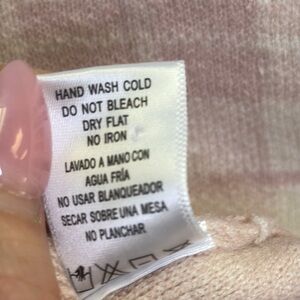 HAND WASH COLD
DO NOT BLEACH
DRY FLAT
NO IRON
LAVADO A MANO CON
AGUA FRÍA
NO USAR BLANQUEADOR
SECAR SOBRE UNA MESA
NO PLANCHAR